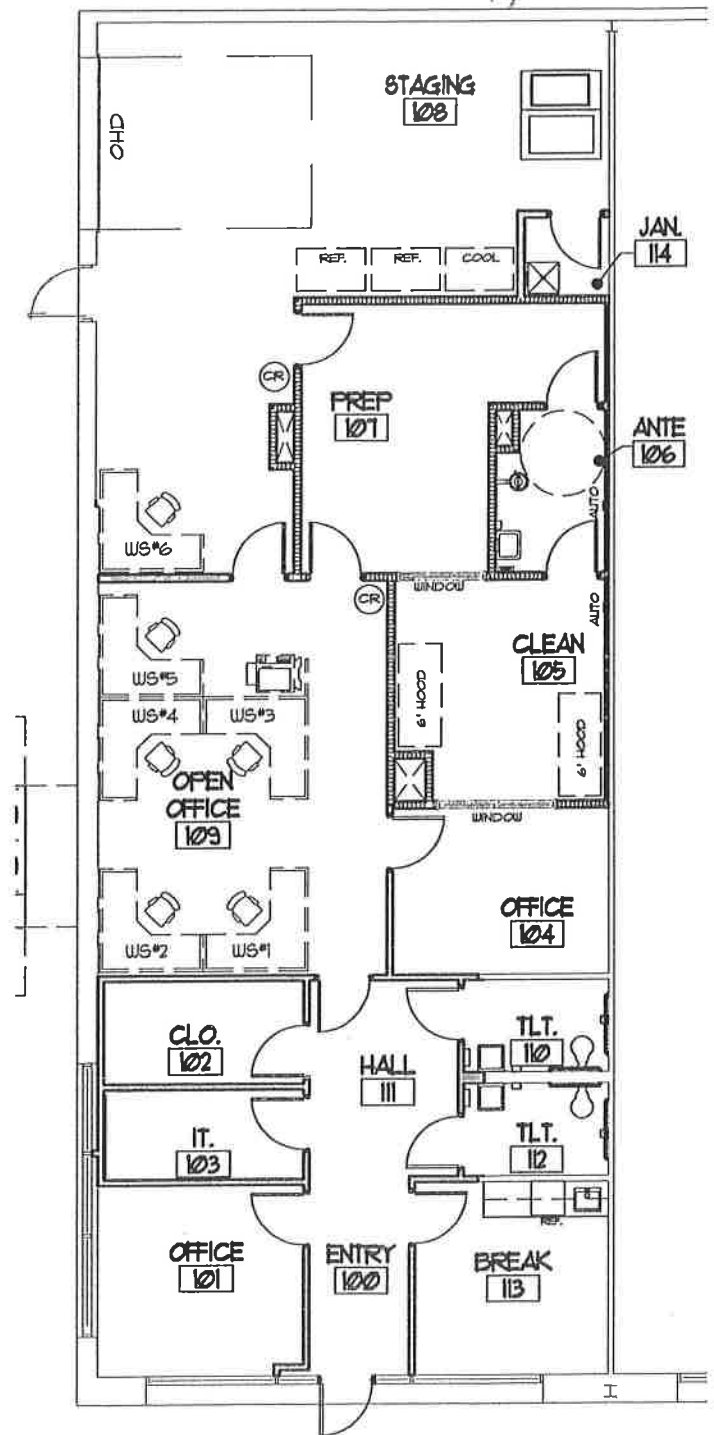 STAGING
108
OHD
JAN.
114
REF.
REF.
COOL
CR
PREP
107
ANTE
106
AUTO
WS#6
WINDOW
CR
AUTO
CLEAN
105
WS#5
6' HOOD
6' HOOD
WS#4
WS#3
OPEN
OFFICE
109
WINDOW
OFFICE
104
WS#2
WS#1
CLO.
102
TLT.
110
HALL
111
IT.
103
TLT.
112
REF.
OFFICE
101
ENTRY
100
BREAK
113